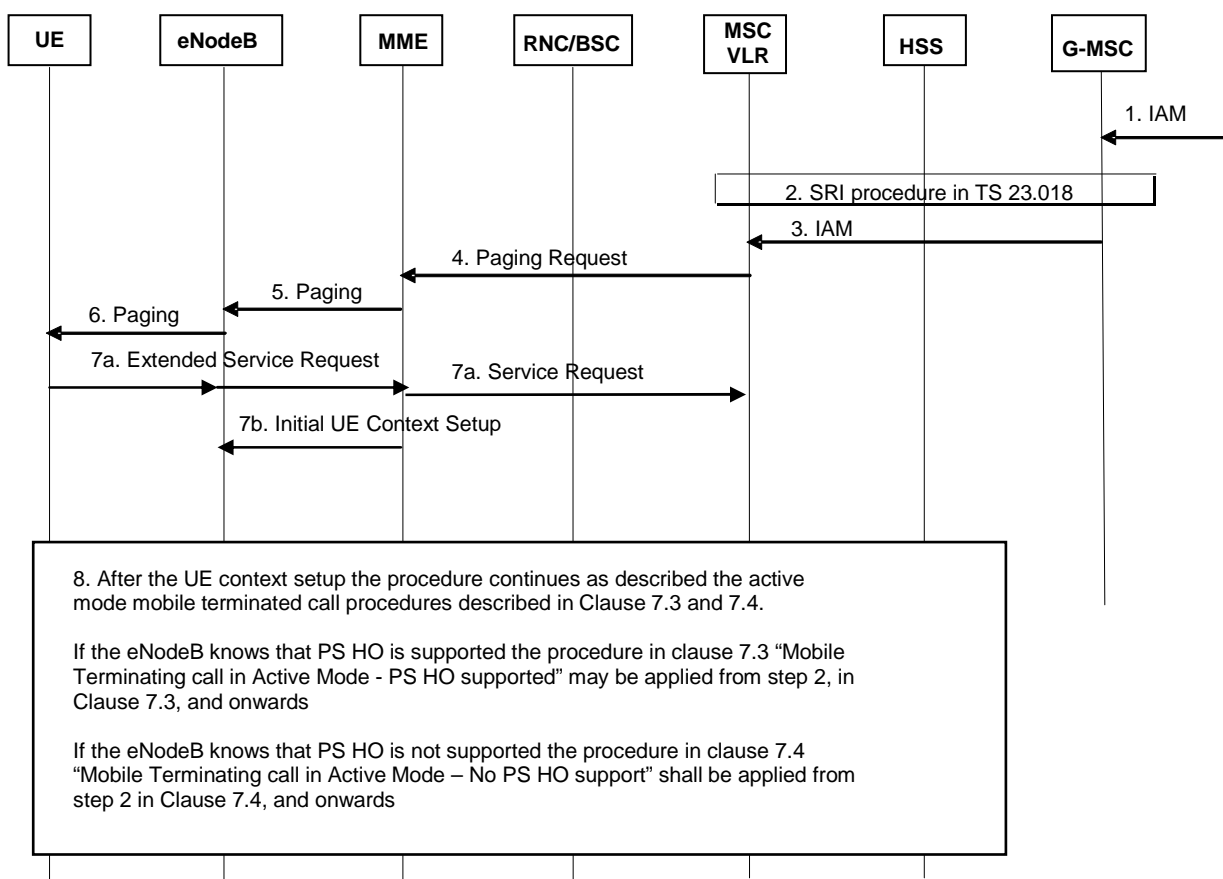 UE
eNodeB
MME
RNC/BSC
MSC
VLR
HSS
G-MSC
1. IAM
2. SRI procedure in TS 23.018
3. IAM
4. Paging Request
5. Paging
6. Paging
7a. Extended Service Request
7a. Service Request
7b. Initial UE Context Setup
8. After the UE context setup the procedure continues as described the active
mode mobile terminated call procedures described in Clause 7.3 and 7.4.
If the eNodeB knows that PS HO is supported the procedure in clause 7.3 “Mobile
Terminating call in Active Mode - PS HO supported” may be applied from step 2, in
Clause 7.3, and onwards
If the eNodeB knows that PS HO is not supported the procedure in clause 7.4
“Mobile Terminating call in Active Mode – No PS HO support” shall be applied from
step 2 in Clause 7.4, and onwards